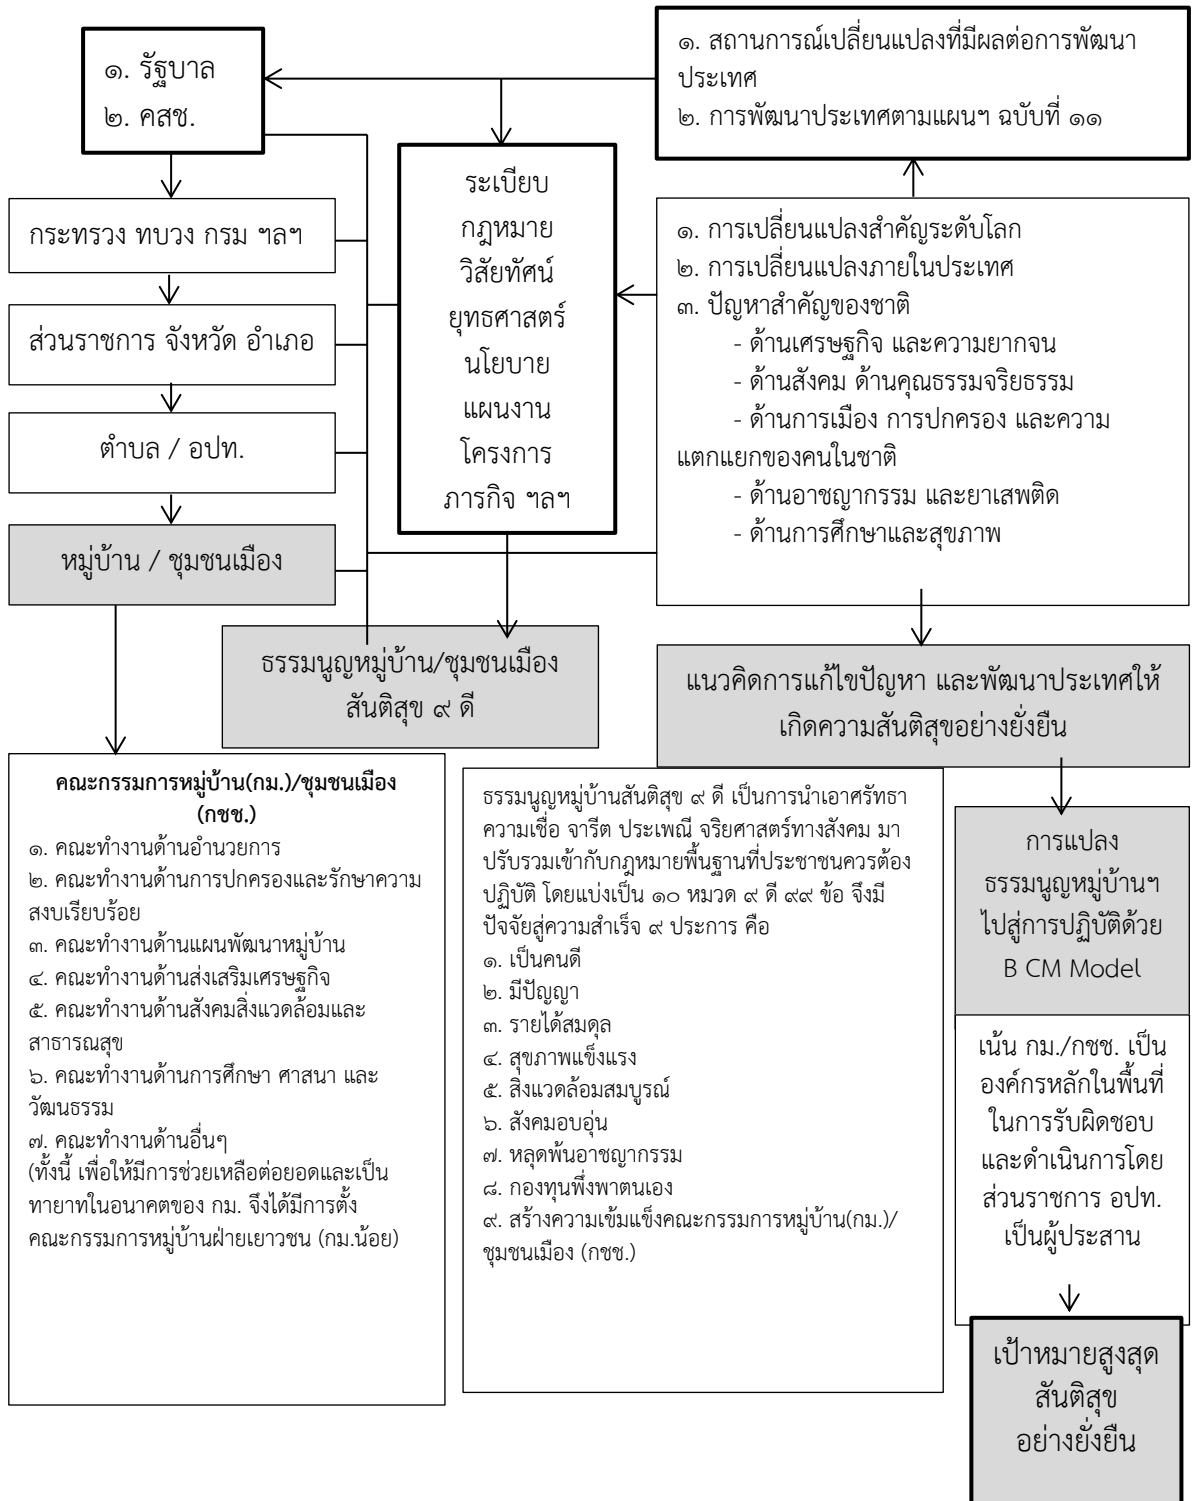 ๑. รัฐบาล
๒. คสช.
๑. สถานการณ์เปลี่ยนแปลงที่มีผลต่อการพัฒนา
ประเทศ
๒. การพัฒนาประเทศตามแผนฯ ฉบับที่ ๑๑
กระทรวง ทบวง กรม ฯลฯ
ส่วนราชการ จังหวัด อำเภอ
ตำบล / อปท.
หมู่บ้าน / ชุมชนเมือง
ระเบียบ
กฎหมาย
วิสัยทัศน์
ยุทธศาสตร์
นโยบาย
แผนงาน
โครงการ
ภารกิจ ฯลฯ
๑. การเปลี่ยนแปลงสำคัญระดับโลก
๒. การเปลี่ยนแปลงภายในประเทศ
๓. ปัญหาสำคัญของชาติ
- ด้านเศรษฐกิจ และความยากจน
- ด้านสังคม ด้านคุณธรรมจริยธรรม
- ด้านการเมือง การปกครอง และความ
แตกแยกของคนในชาติ
- ด้านอาชญากรรม และยาเสพติด
- ด้านการศึกษาและสุขภาพ
ธรรมนูญหมู่บ้าน/ชุมชนเมือง
สันติสุข ๙ ดี
แนวคิดการแก้ไขปัญหา และพัฒนาประเทศให้
เกิดความสันติสุขอย่างยั่งยืน
คณะกรรมการหมู่บ้าน(กม.)/ชุมชนเมือง
(กชช.)
๑. คณะทำงานด้านอำนวยการ
๒. คณะทำงานด้านการปกครองและรักษาความ
สงบเรียบร้อย
๓. คณะทำงานด้านแผนพัฒนาหมู่บ้าน
๔. คณะทำงานด้านส่งเสริมเศรษฐกิจ
๕. คณะทำงานด้านสังคมสิ่งแวดล้อมและ
สาธารณสุข
๖. คณะทำงานด้านการศึกษา ศาสนา และ
วัฒนธรรม
๗. คณะทำงานด้านอื่นๆ
(ทั้งนี้ เพื่อให้มีการช่วยเหลือต่อยอดและเป็น
ทายาทในอนาคตของ กม. จึงได้มีการตั้ง
คณะกรรมการหมู่บ้านฝ่ายเยาวชน (กม.น้อย)
ธรรมนูญหมู่บ้านสันติสุข ๙ ดี เป็นการนำเอาศรัทธา
ความเชื่อ จารีต ประเพณี จริยศาสตร์ทางสังคม มา
ปรับรวมเข้ากับกฎหมายพื้นฐานที่ประชาชนควรต้อง
ปฏิบัติ โดยแบ่งเป็น ๑๐ หมวด ๙ ดี ๙๙ ข้อ จึงมี
ปัจจัยสู่ความสำเร็จ ๙ ประการ คือ
๑. เป็นคนดี
๒. มีปัญญา
๓. รายได้สมดุล
๔. สุขภาพแข็งแรง
๕. สิ่งแวดล้อมสมบูรณ์
๖. สังคมอบอุ่น
๗. หลุดพ้นอาชญากรรม
๘. กองทุนพึ่งพาตนเอง
๙. สร้างความเข้มแข็งคณะกรรมการหมู่บ้าน(กม.)/
ชุมชนเมือง (กชช.)
การแปลง
ธรรมนูญหมู่บ้านฯ
ไปสู่การปฏิบัติด้วย
B CM Model
เน้น กม./กชช. เป็น
องค์กรหลักในพื้นที่
ในการรับผิดชอบ
และดำเนินการโดย
ส่วนราชการ อปท.
เป็นผู้ประสาน
เป้าหมายสูงสุด
สันติสุข
อย่างยั่งยืน